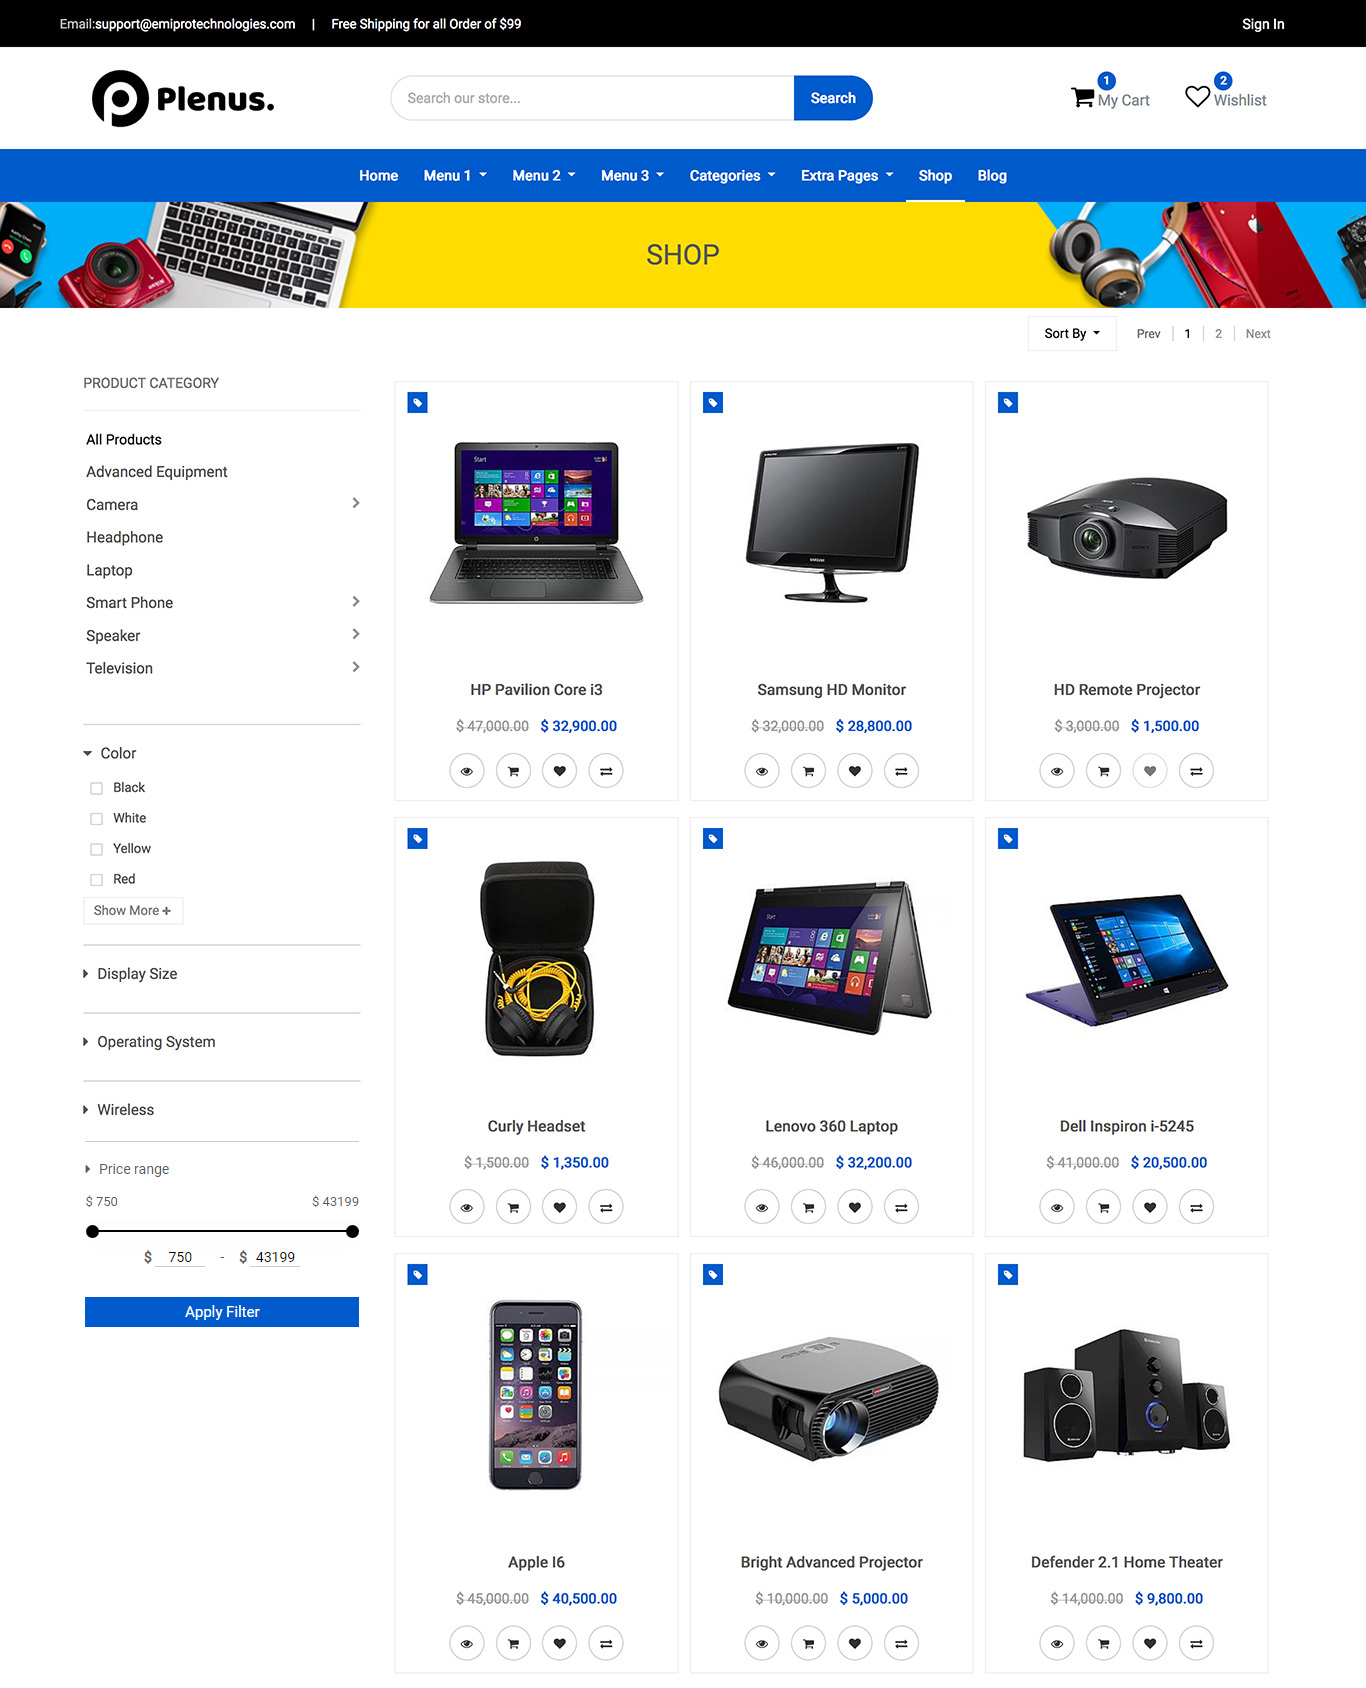 Email:support@emiprotechnologies.com | Free Shipping for all Order of $99 Sign In
Plenus.
Search our store... Search
1 My Cart 2 Wishlist
Home Menu 1 Menu 2 Menu 3 Categories Extra Pages Shop Blog
SHOP
Sort By Prev 1 2 Next
PRODUCT CATEGORY
All Products
Advanced Equipment
Camera
Headphone
Laptop
Smart Phone
Speaker
Television
Color
Black
White
Yellow
Red
Show More +
Display Size
Operating System
Wireless
Price range
$ 750 $ 43199
$ 750 - $ 43199
Apply Filter
Start
SAMSUNG
SONY
HP Pavilion Core i3 Samsung HD Monitor HD Remote Projector
$ 47,000.00 $ 32,900.00 $ 32,000.00 $ 28,800.00 $ 3,000.00 $ 1,500.00
Start
Curly Headset Lenovo 360 Laptop Dell Inspiron i-5245
$ 1,500.00 $ 1,350.00 $ 46,000.00 $ 32,200.00 $ 41,000.00 $ 20,500.00
Apple I6 Bright Advanced Projector Defender 2.1 Home Theater
$ 45,000.00 $ 40,500.00 $ 10,000.00 $ 5,000.00 $ 14,000.00 $ 9,800.00